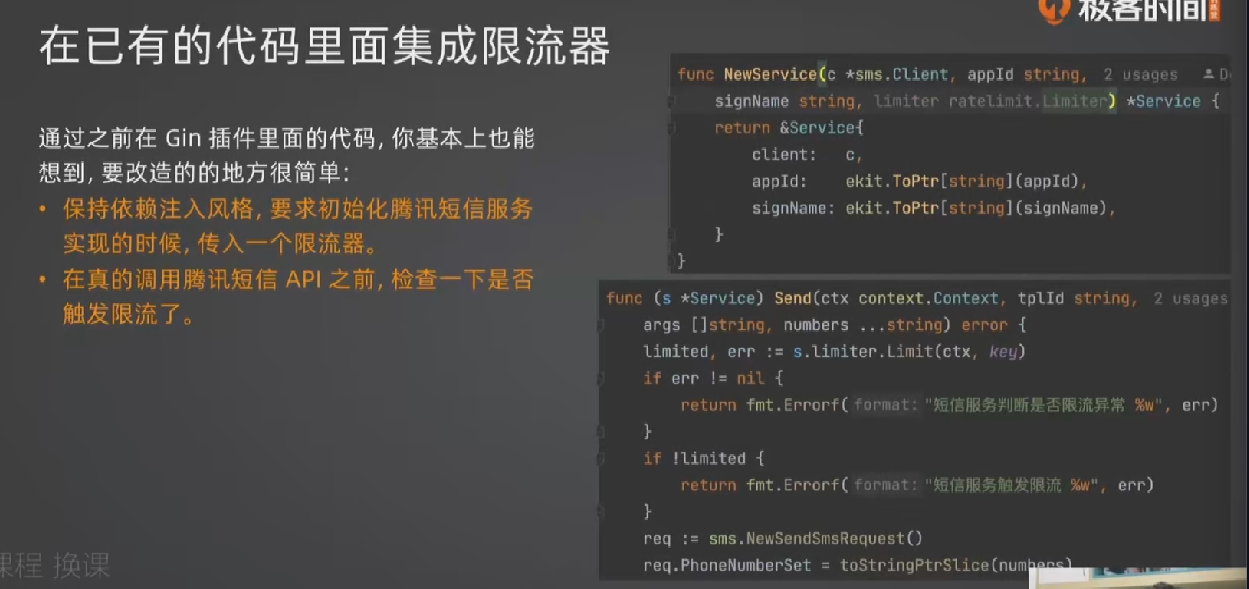 极客时间
在已有的代码里面集成限流器
通过之前在 Gin 插件里面的代码, 你基本上也能
想到, 要改造的的地方很简单:
• 保持依赖注入风格, 要求初始化腾讯短信服务
实现的时候, 传入一个限流器。
• 在真的调用腾讯短信 API 之前, 检查一下是否
触发限流了。
func NewService(c *sms.Client, appId string, 2 usages
signName string, limiter ratelimit.Limiter) *Service {
return &Service{
client: c,
appId: ekit.ToPtr[string](appId),
signName: ekit.ToPtr[string](signName),
}
}
func (s *Service) Send(ctx context.Context, tplId string, 2 usages
args []string, numbers ...string) error {
limited, err := s.limiter.Limit(ctx, key)
if err != nil {
return fmt.Errorf( format: "短信服务判断是否限流异常 %w", err)
}
if !limited {
return fmt.Errorf( format: "短信服务触发限流 %w", err)
}
req := sms.NewSendSmsRequest()
req.PhoneNumberSet = toStringPtrSlice(numbers)
课程 换课